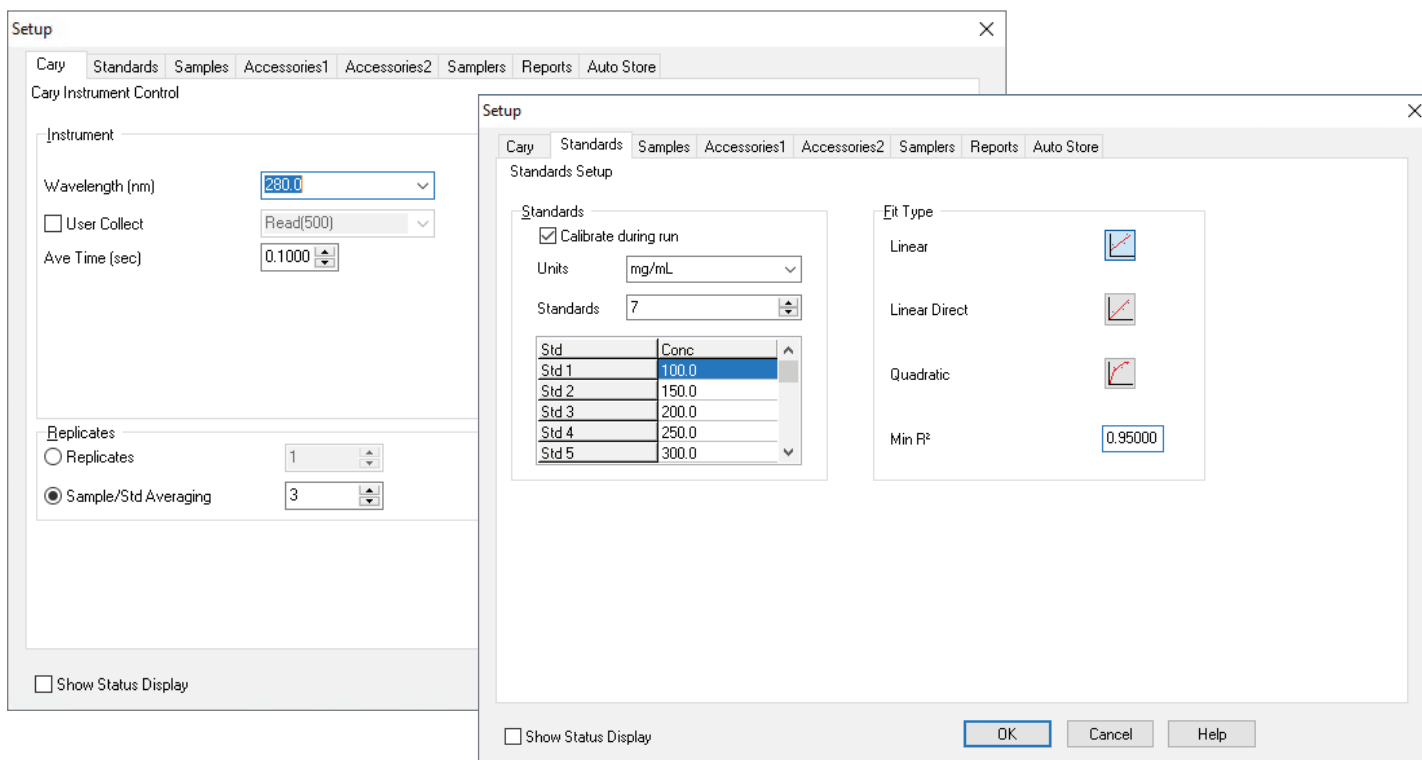 Setup
Cary Standards Samples Accessories1 Accessories2 Samplers Reports Auto Store
Cary Instrument Control
Instrument
Wavelength (nm) 280.0
User Collect Read(500)
Ave Time (sec) 0.1000
Replicates
Replicates 1
Sample/Std Averaging 3
Show Status Display
Setup
Cary Standards Samples Accessories1 Accessories2 Samplers Reports Auto Store
Standards Setup
Standards
Calibrate during run
Units mg/mL
Standards 7
Std Conc
Std 1 100.0
Std 2 150.0
Std 3 200.0
Std 4 250.0
Std 5 300.0
Fit Type
Linear
Linear Direct
Quadratic
Min R² 0.95000
Show Status Display
OK Cancel Help